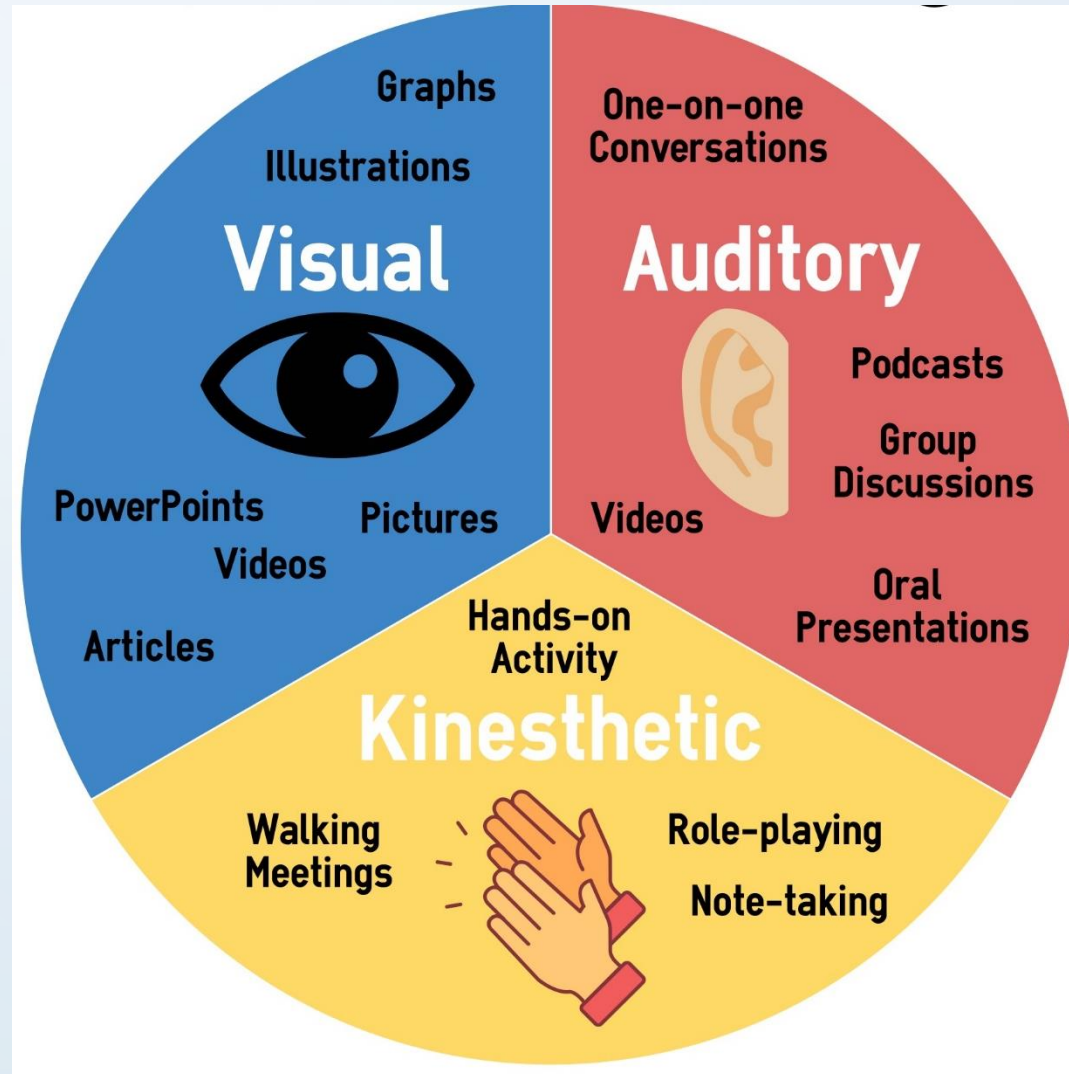 Graphs
Illustrations
Visual
PowerPoints
Pictures
Videos
Articles
One-on-one
Conversations
Auditory
Podcasts
Group
Discussions
Videos
Oral
Presentations
Hands-on
Activity
Kinesthetic
Walking
Meetings
Role-playing
Note-taking